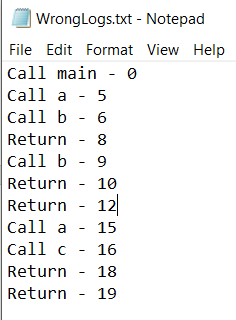 WrongLogs.txt - Notepad
File Edit Format View Help
Call main - 0
Call a - 5
Call b - 6
Return - 8
Call b - 9
Return - 10
Return - 12
Call a - 15
Call c - 16
Return - 18
Return - 19